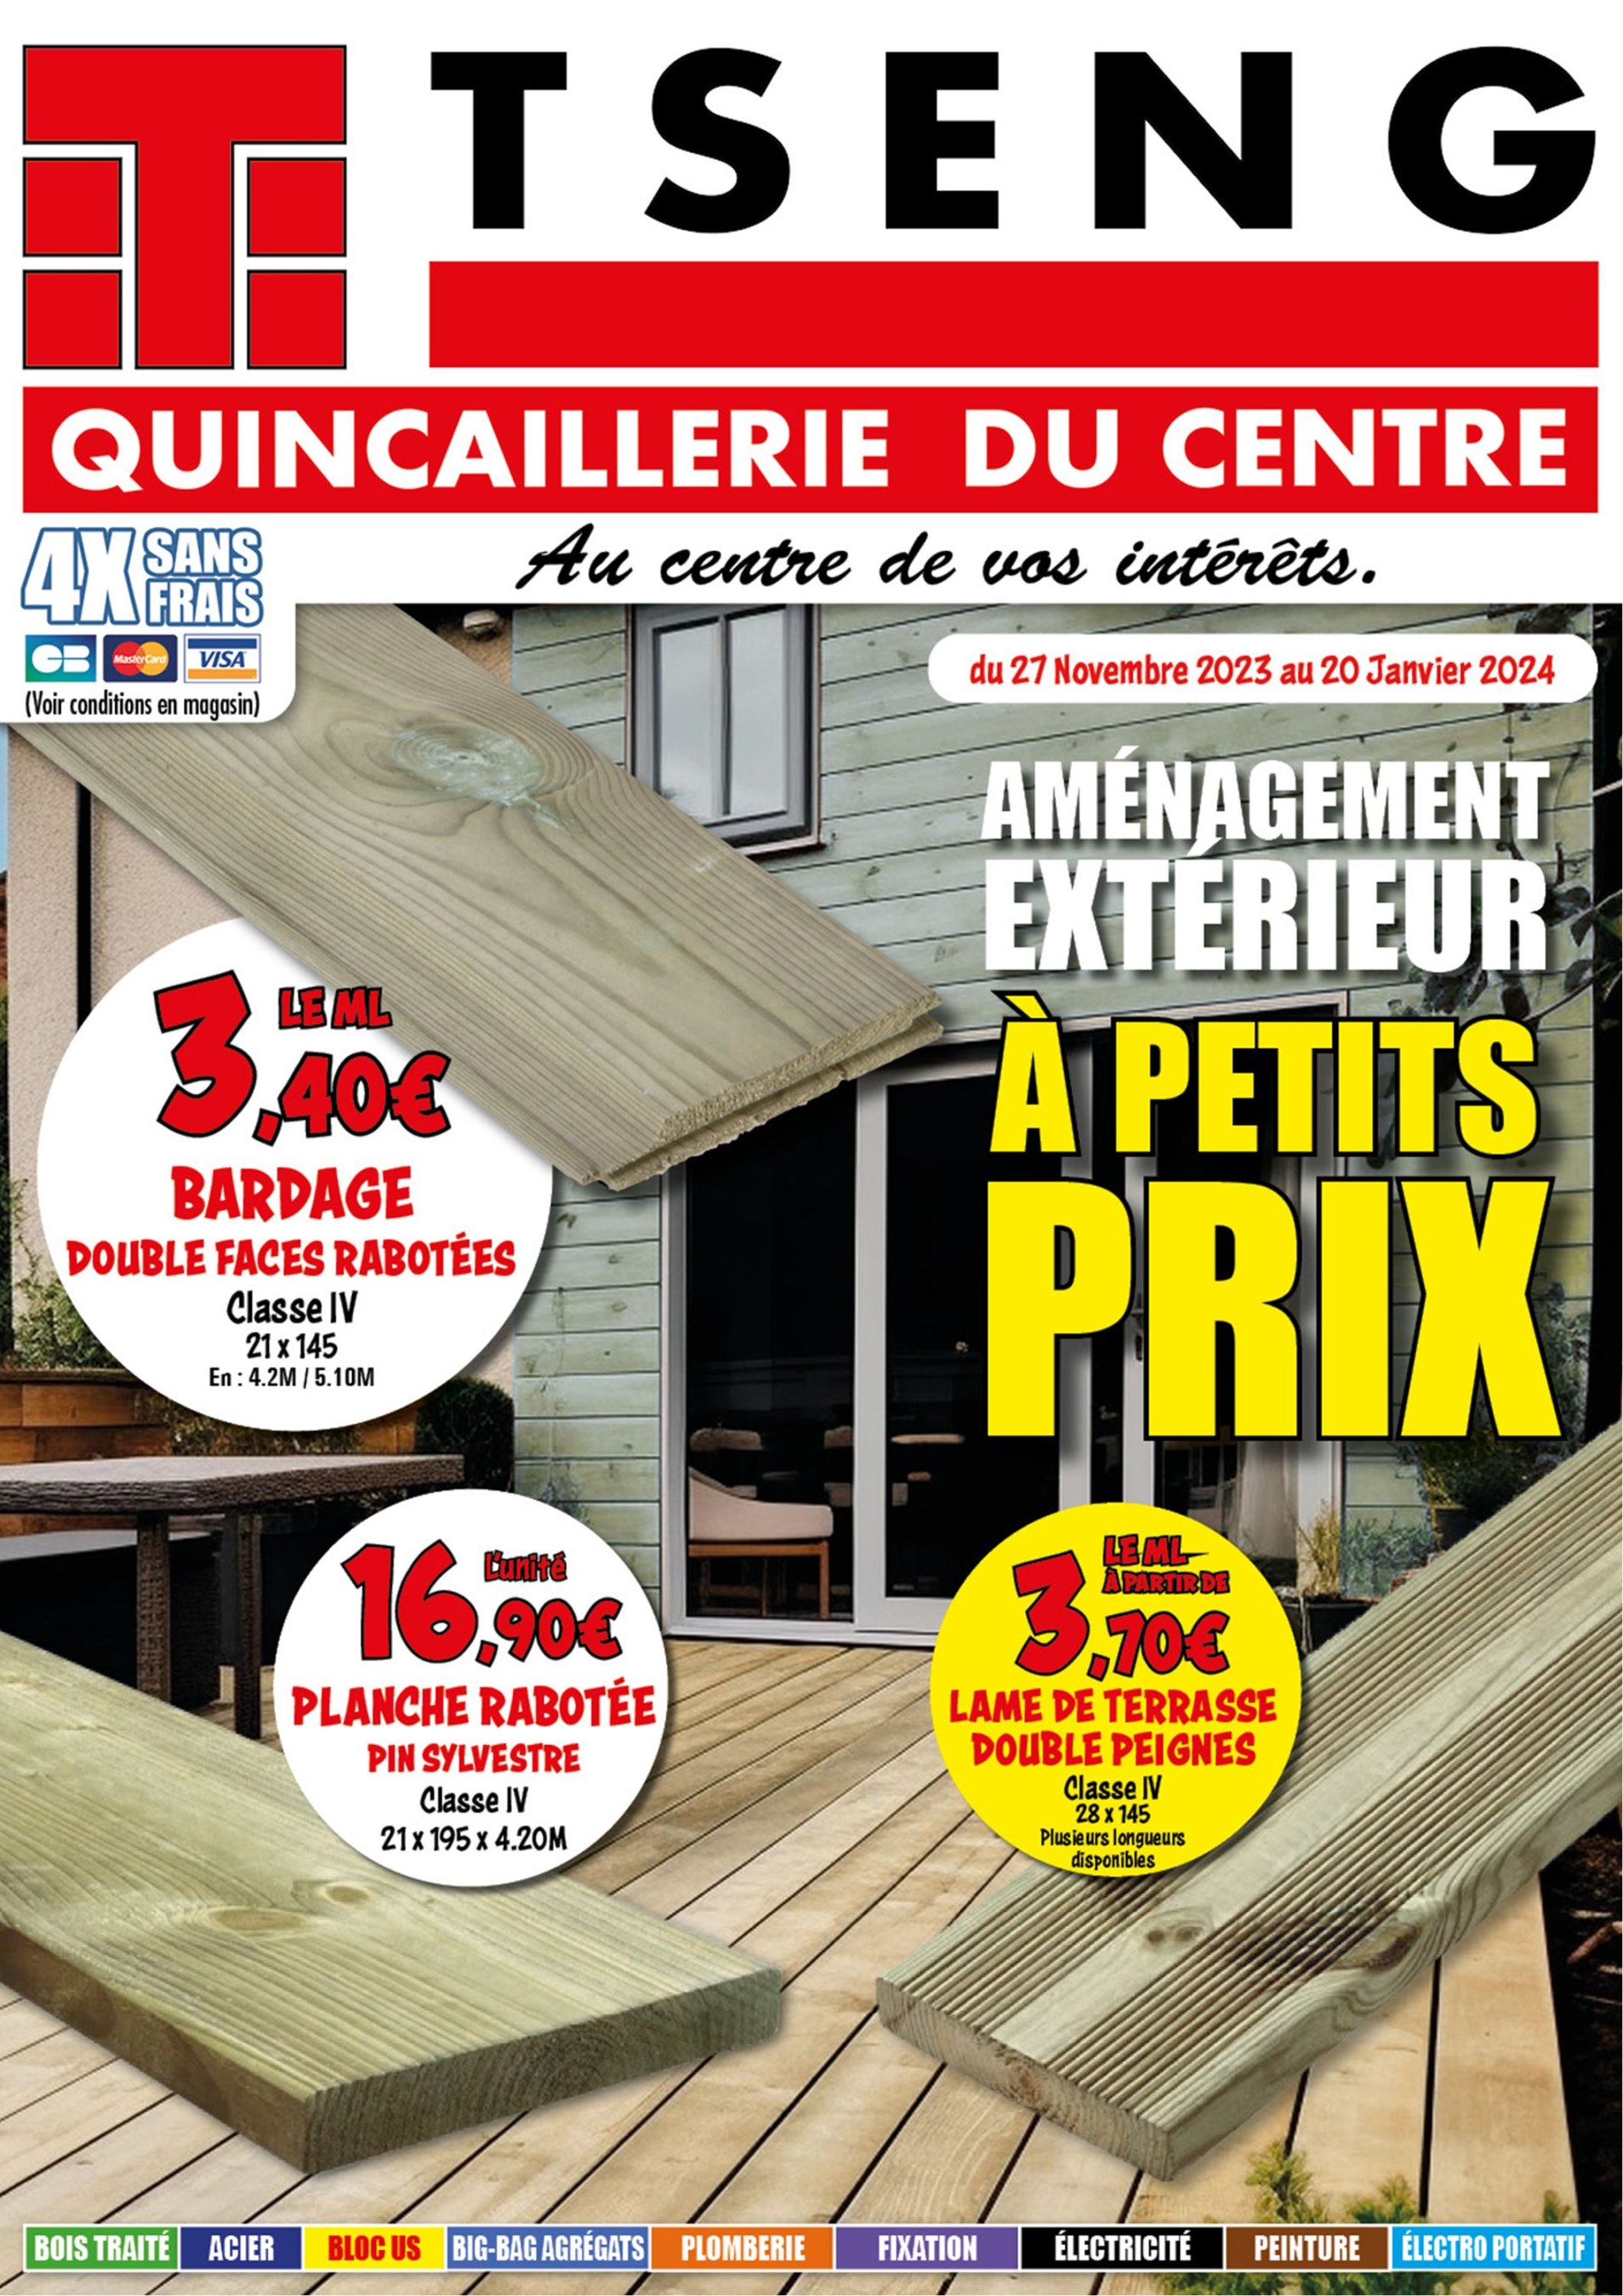 TSENG
QUINCAILLERIE DU CENTRE
4X SANS
FRAIS
Au centre de vos intérêts.
CB MasterCard VISA
(Voir conditions en magasin)
du 27 Novembre 2023 au 20 Janvier 2024
AMÉNAGEMENT
EXTÉRIEUR
À PETITS
PRIX
LE ML
3,40€
BARDAGE
DOUBLE FACES RABOTÉES
Classe IV
21 x 145
En : 4.2M / 5.10M
L'unité
16,90€
PLANCHE RABOTÉE
PIN SYLVESTRE
Classe IV
21 x 195 x 4.20M
LE ML
À PARTIR DE
3,70€
LAME DE TERRASSE
DOUBLE PEIGNES
Classe IV
28 x 145
Plusieurs longueurs
disponibles
BOIS TRAITÉ ACIER BLOC US BIG-BAG AGRÉGATS PLOMBERIE FIXATION ÉLECTRICITÉ PEINTURE ÉLECTRO PORTATIF